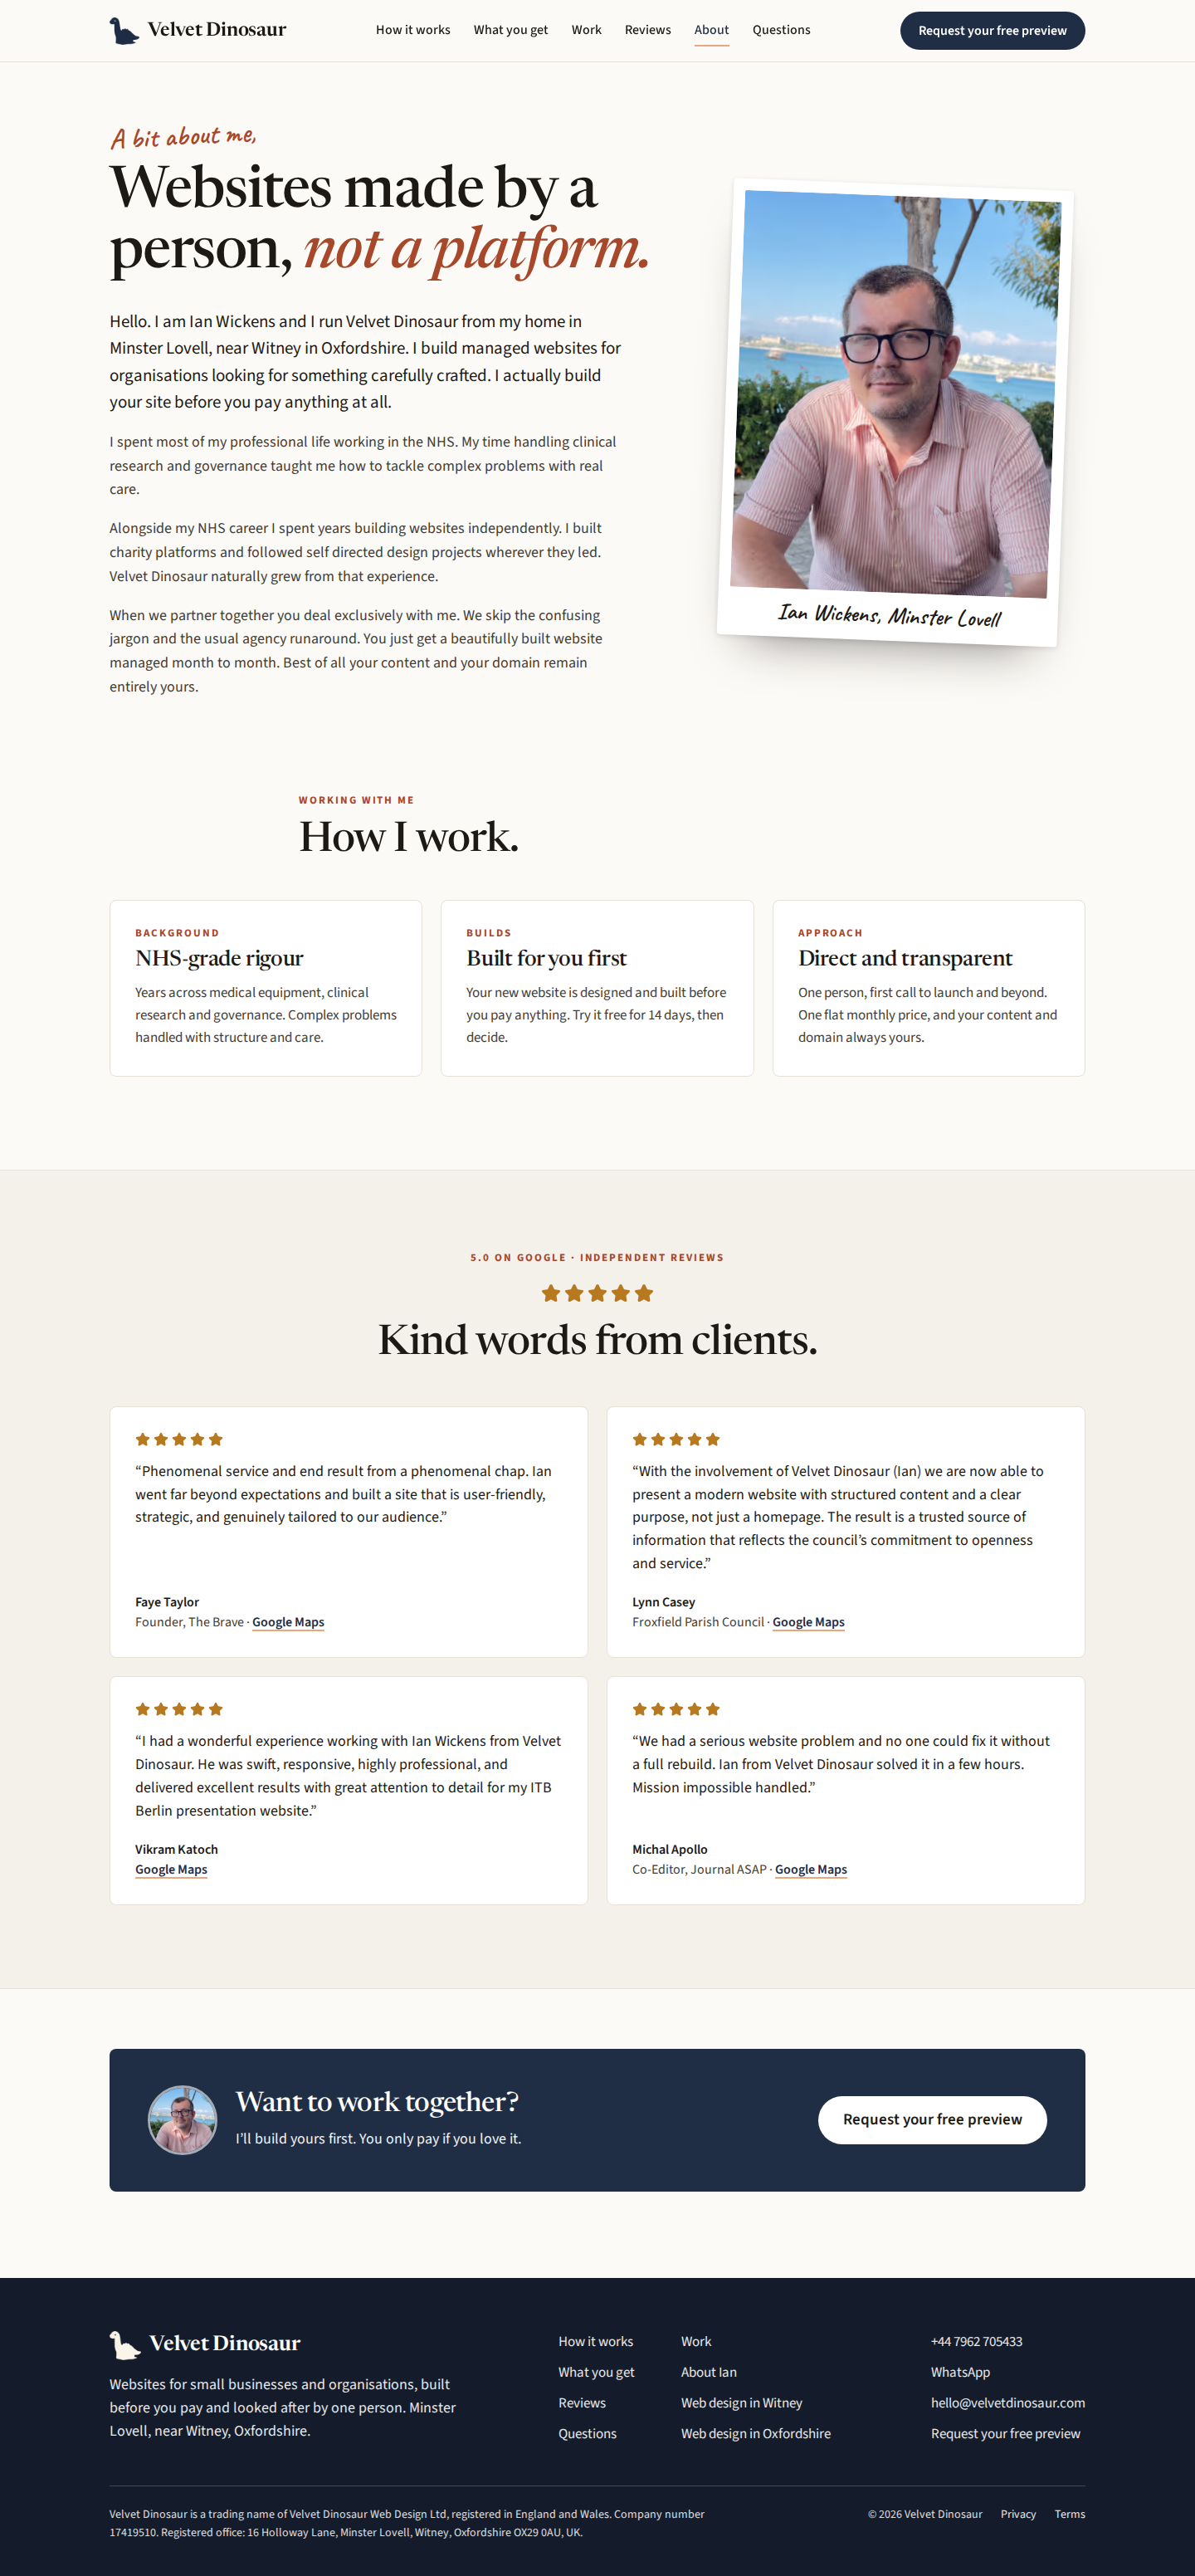 Velvet Dinosaur
How it works
What you get
Work
Reviews
About
Questions
Request your free preview
A bit about me,
Websites made by a
person, not a platform.
Hello. I am Ian Wickens and I run Velvet Dinosaur from my home in
Minster Lovell, near Witney in Oxfordshire. I build managed websites for
organisations looking for something carefully crafted. I actually build
your site before you pay anything at all.
I spent most of my professional life working in the NHS. My time handling clinical
research and governance taught me how to tackle complex problems with real
care.
Alongside my NHS career I spent years building websites independently. I built
charity platforms and followed self directed design projects wherever they led.
Velvet Dinosaur naturally grew from that experience.
When we partner together you deal exclusively with me. We skip the confusing
jargon and the usual agency runaround. You just get a beautifully built website
managed month to month. Best of all your content and your domain remain
entirely yours.
Ian Wickens, Minster Lovell
WORKING WITH ME
How I work.
BACKGROUND
NHS-grade rigour
Years across medical equipment, clinical
research and governance. Complex problems
handled with structure and care.
BUILDS
Built for you first
Your new website is designed and built before
you pay anything. Try it free for 14 days, then
decide.
APPROACH
Direct and transparent
One person, first call to launch and beyond.
One flat monthly price, and your content and
domain always yours.
5.0 ON GOOGLE · INDEPENDENT REVIEWS
Kind words from clients.
“Phenomenal service and end result from a phenomenal chap. Ian
went far beyond expectations and built a site that is user-friendly,
strategic, and genuinely tailored to our audience.”
Faye Taylor
Founder, The Brave · Google Maps
“With the involvement of Velvet Dinosaur (Ian) we are now able to
present a modern website with structured content and a clear
purpose, not just a homepage. The result is a trusted source of
information that reflects the council’s commitment to openness
and service.”
Lynn Casey
Froxfield Parish Council · Google Maps
“I had a wonderful experience working with Ian Wickens from Velvet
Dinosaur. He was swift, responsive, highly professional, and
delivered excellent results with great attention to detail for my ITB
Berlin presentation website.”
Vikram Katoch
Google Maps
“We had a serious website problem and no one could fix it without
a full rebuild. Ian from Velvet Dinosaur solved it in a few hours.
Mission impossible handled.”
Michal Apollo
Co-Editor, Journal ASAP · Google Maps
Want to work together?
I’ll build yours first. You only pay if you love it.
Request your free preview
Velvet Dinosaur
Websites for small businesses and organisations, built
before you pay and looked after by one person. Minster
Lovell, near Witney, Oxfordshire.
How it works
What you get
Reviews
Questions
Work
About Ian
Web design in Witney
Web design in Oxfordshire
+44 7962 705433
WhatsApp
hello@velvetdinosaur.com
Request your free preview
Velvet Dinosaur is a trading name of Velvet Dinosaur Web Design Ltd, registered in England and Wales. Company number
17419510. Registered office: 16 Holloway Lane, Minster Lovell, Witney, Oxfordshire OX29 0AU, UK.
© 2026 Velvet Dinosaur
Privacy
Terms